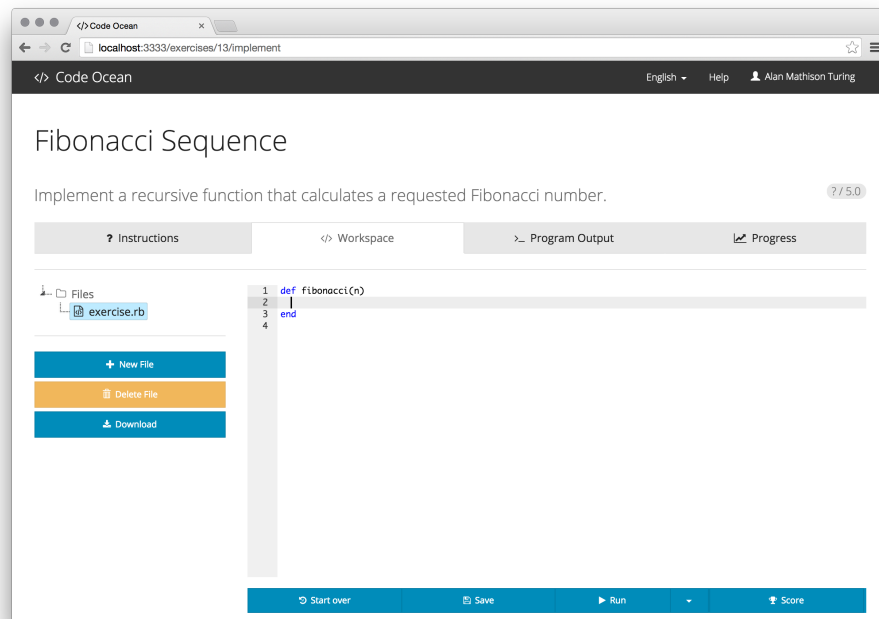 </> Code Ocean ×
localhost:3333/exercises/13/implement
</> Code Ocean English Help Alan Mathison Turing
Fibonacci Sequence
Implement a recursive function that calculates a requested Fibonacci number. ? / 5.0
? Instructions </> Workspace >_ Program Output Progress
Files
exercise.rb
+ New File
Delete File
Download
1 def fibonacci(n)
2
3 end
4
Start over Save Run Score